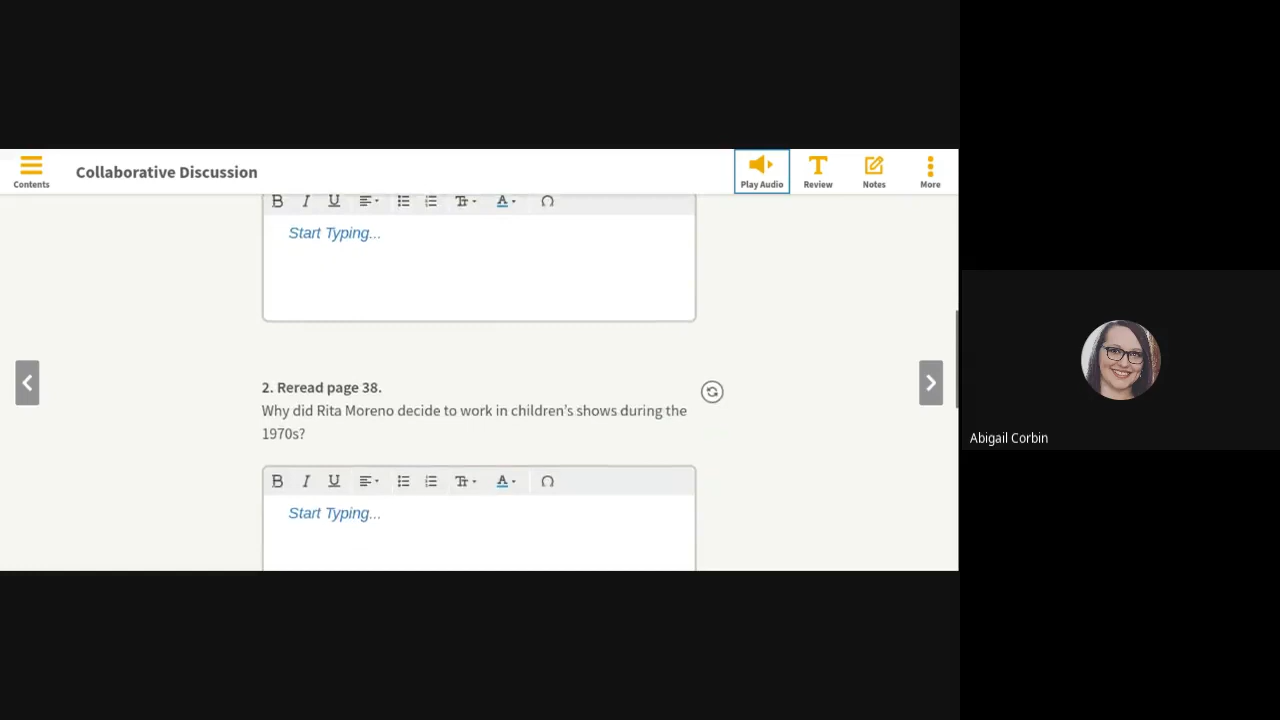 Contents
Collaborative Discussion
Play Audio
Review
Notes
More
B I U
Start Typing...
2. Reread page 38.
Why did Rita Moreno decide to work in children's shows during the
1970s?
B I U
Start Typing...
Abigail Corbin